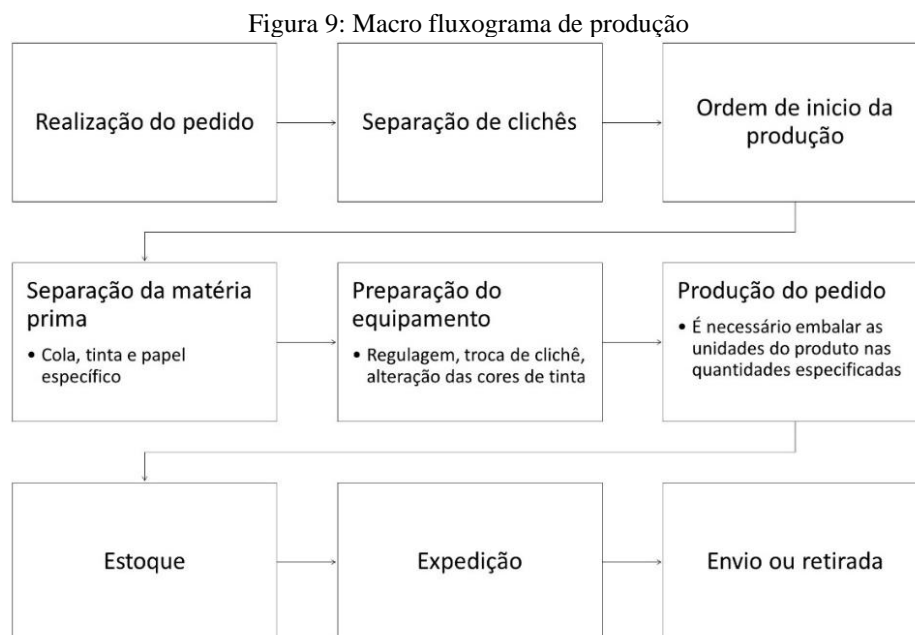 Figura 9: Macro fluxograma de produção
Realização do pedido
Separação de clichês
Ordem de inicio da
produção
Separação da matéria
prima
• Cola, tinta e papel
específico
Preparação do
equipamento
• Regulagem, troca de clichê,
alteração das cores de tinta
Produção do pedido
• É necessário embalar as
unidades do produto nas
quantidades especificadas
Estoque
Expedição
Envio ou retirada